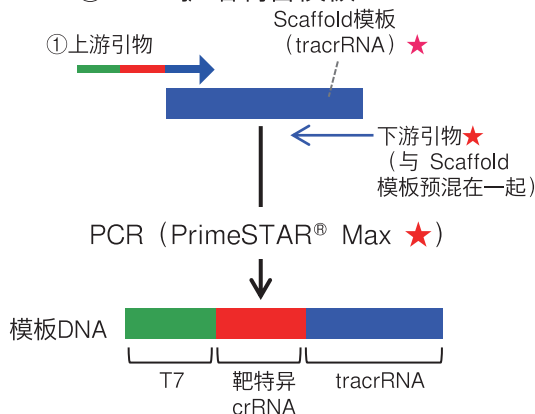 Scaffold模板
(tracrRNA) ★
①上游引物
下游引物★
(与 Scaffold
模板预混在一起)
PCR (PrimeSTAR® Max ★)
模板DNA
T7
靶特异
crRNA
tracrRNA